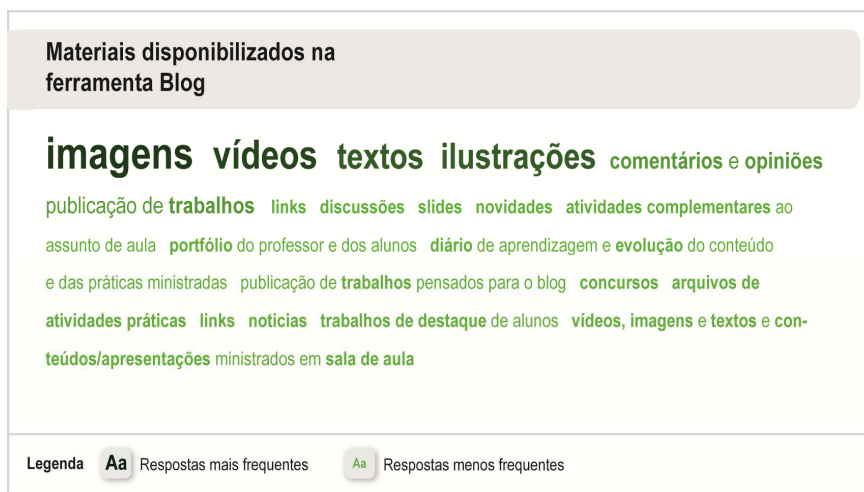 Materiais disponibilizados na
ferramenta Blog
imagens vídeos textos ilustrações comentários e opiniões
publicação de trabalhos links discussões slides novidades atividades complementares ao
assunto de aula portfólio do professor e dos alunos diário de aprendizagem e evolução do conteúdo
e das práticas ministradas publicação de trabalhos pensados para o blog concursos arquivos de
atividades práticas links noticias trabalhos de destaque de alunos vídeos, imagens e textos e con-
teúdos/apresentações ministrados em sala de aula
Legenda Aa Respostas mais frequentes Aa Respostas menos frequentes